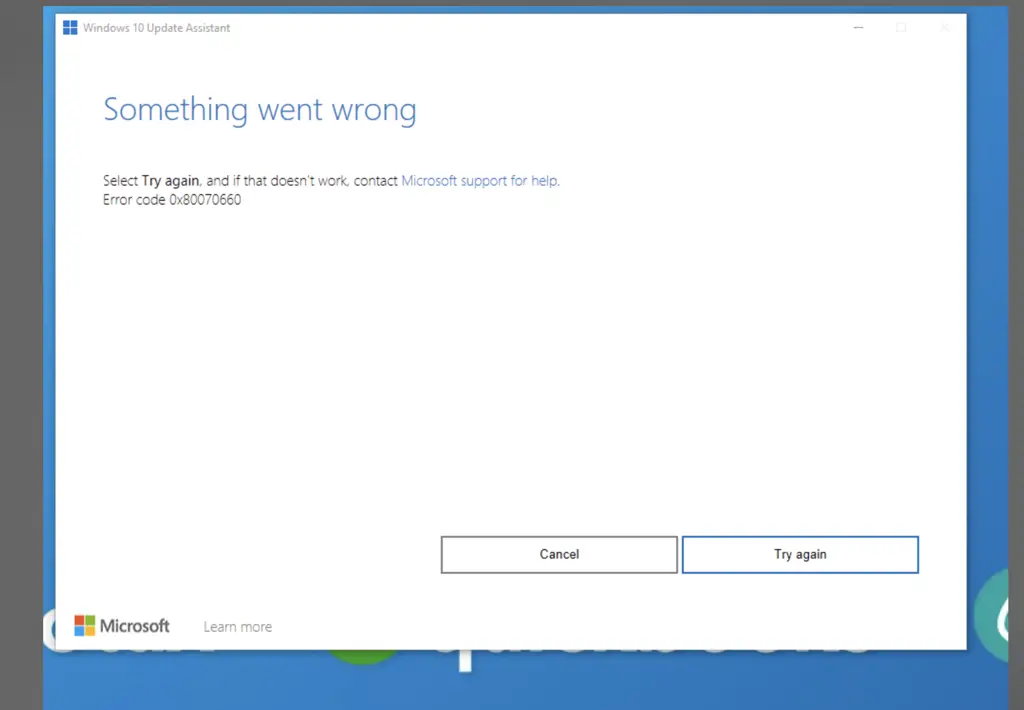 Windows 10 Update Assistant
Something went wrong
Select Try again, and if that doesn't work, contact Microsoft support for help.
Error code 0x80070660
Cancel
Try again
Microsoft
Learn more